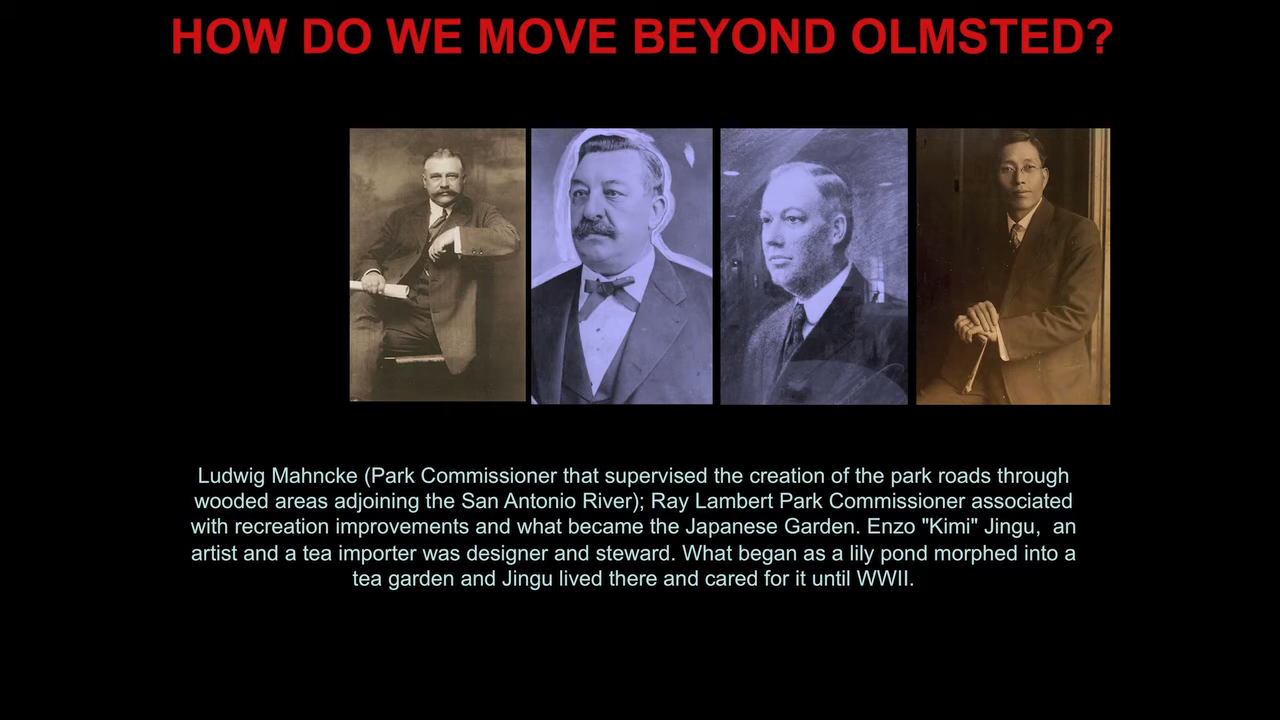 HOW DO WE MOVE BEYOND OLMSTED?
Ludwig Mahncke (Park Commissioner that supervised the creation of the park roads through
wooded areas adjoining the San Antonio River); Ray Lambert Park Commissioner associated
with recreation improvements and what became the Japanese Garden. Enzo "Kimi" Jingu,  an
artist and a tea importer was designer and steward. What began as a lily pond morphed into a
tea garden and Jingu lived there and cared for it until WWII.